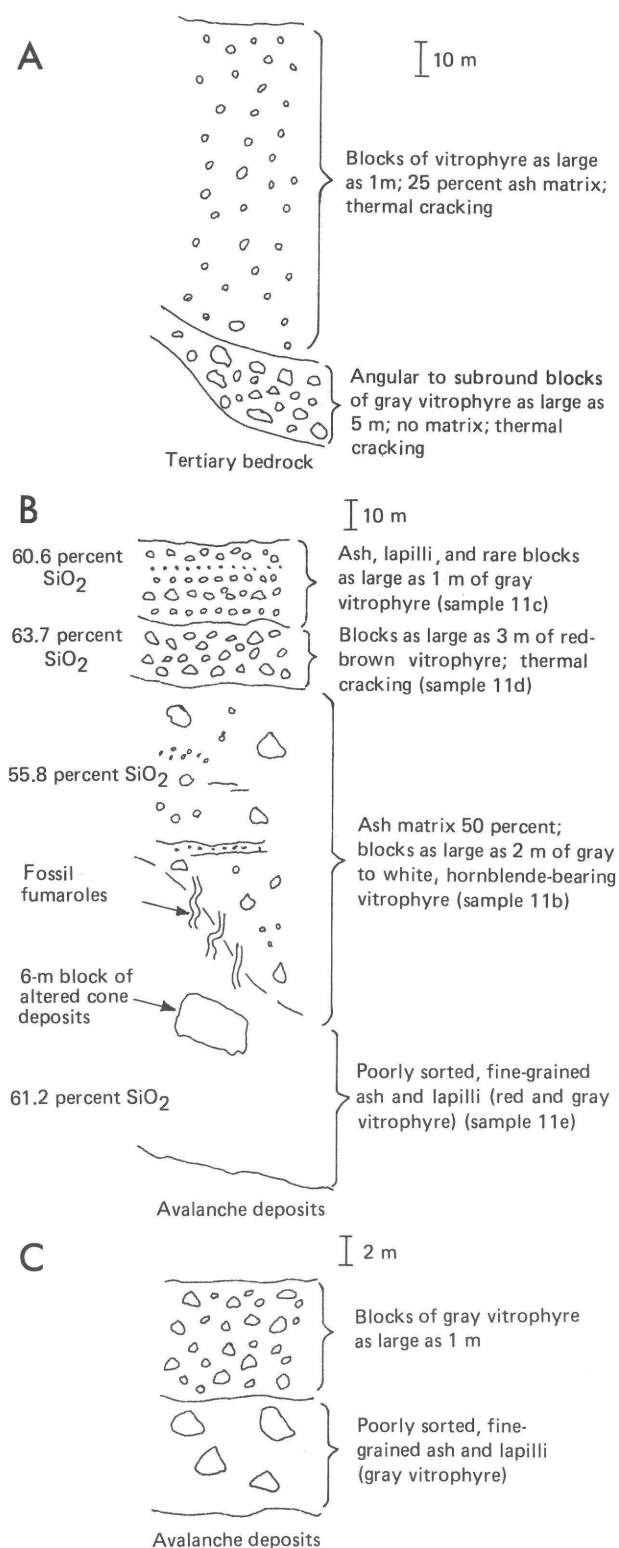 A
10 m
Blocks of vitrophyre as large
as 1m; 25 percent ash matrix;
thermal cracking
Angular to subround blocks
of gray vitrophyre as large as
5 m; no matrix; thermal
cracking
Tertiary bedrock
B
10 m
60.6 percent
SiO2
Ash, lapilli, and rare blocks
as large as 1 m of gray
vitrophyre (sample 11c)
63.7 percent
SiO2
Blocks as large as 3 m of red-
brown vitrophyre; thermal
cracking (sample 11d)
55.8 percent SiO2
Ash matrix 50 percent;
blocks as large as 2 m of gray
to white, hornblende-bearing
vitrophyre (sample 11b)
Fossil
fumaroles
6-m block of
altered cone
deposits
61.2 percent SiO2
Poorly sorted, fine-grained
ash and lapilli (red and gray
vitrophyre) (sample 11e)
Avalanche deposits
C
2 m
Blocks of gray vitrophyre
as large as 1 m
Poorly sorted, fine-
grained ash and lapilli
(gray vitrophyre)
Avalanche deposits